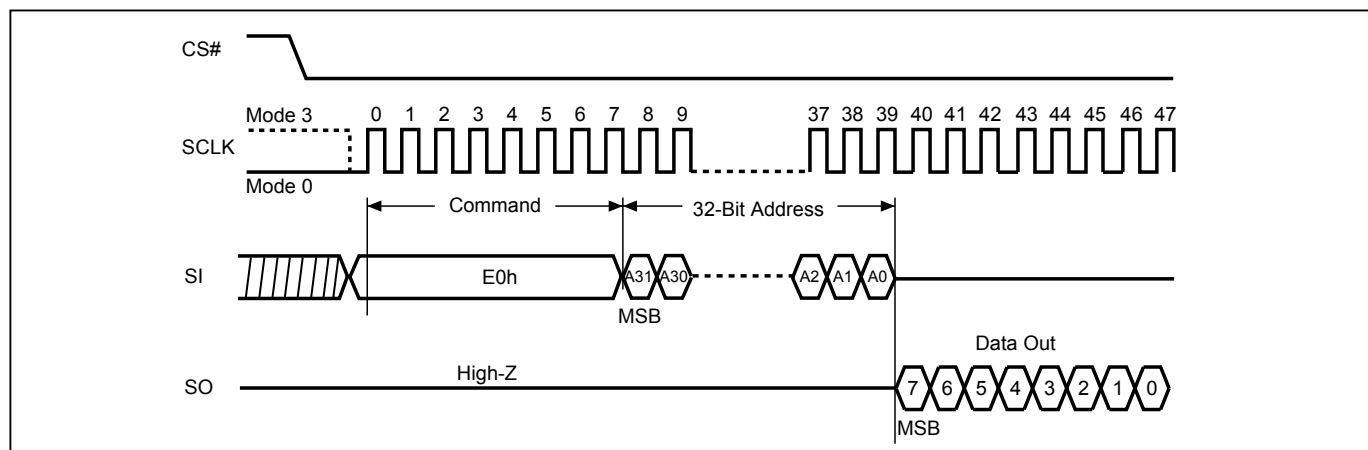 CS#
Mode 3
0 1 2 3 4 5 6 7 8 9 37 38 39 40 41 42 43 44 45 46 47
SCLK
Mode 0
Command
32-Bit Address
SI
E0h
A31 A30 A2 A1 A0
MSB
Data Out
High-Z
SO
7 6 5 4 3 2 1 0
MSB